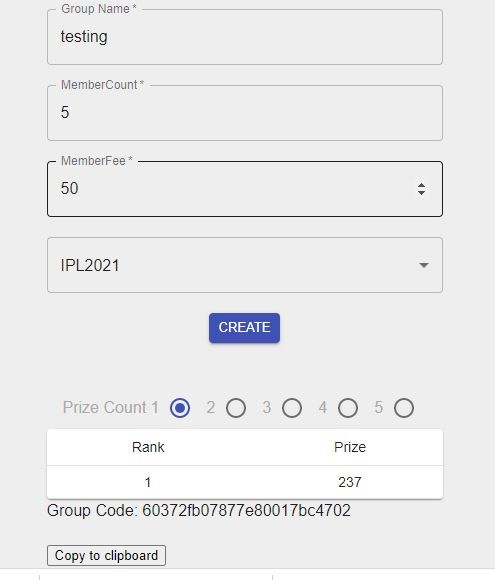 Group Name *
testing
MemberCount *
5
MemberFee *
50
IPL2021
CREATE
Prize Count 1 2 3 4 5
Rank Prize
1 237
Group Code: 60372fb07877e80017bc4702
Copy to clipboard